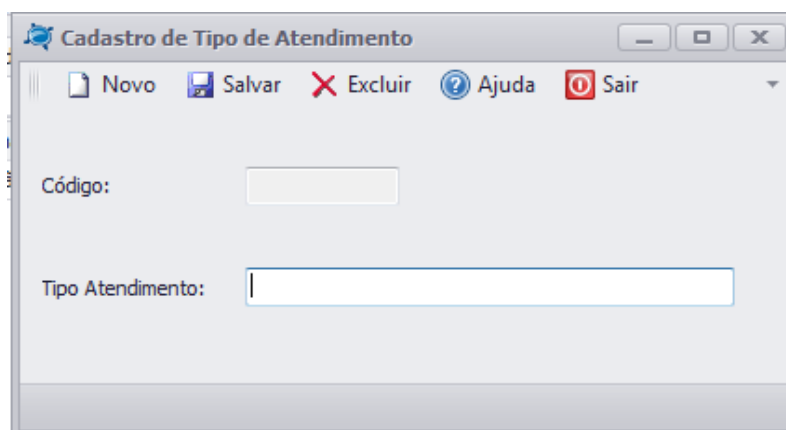 Cadastro de Tipo de Atendimento
Novo Salvar Excluir Ajuda Sair
Código:
Tipo Atendimento: